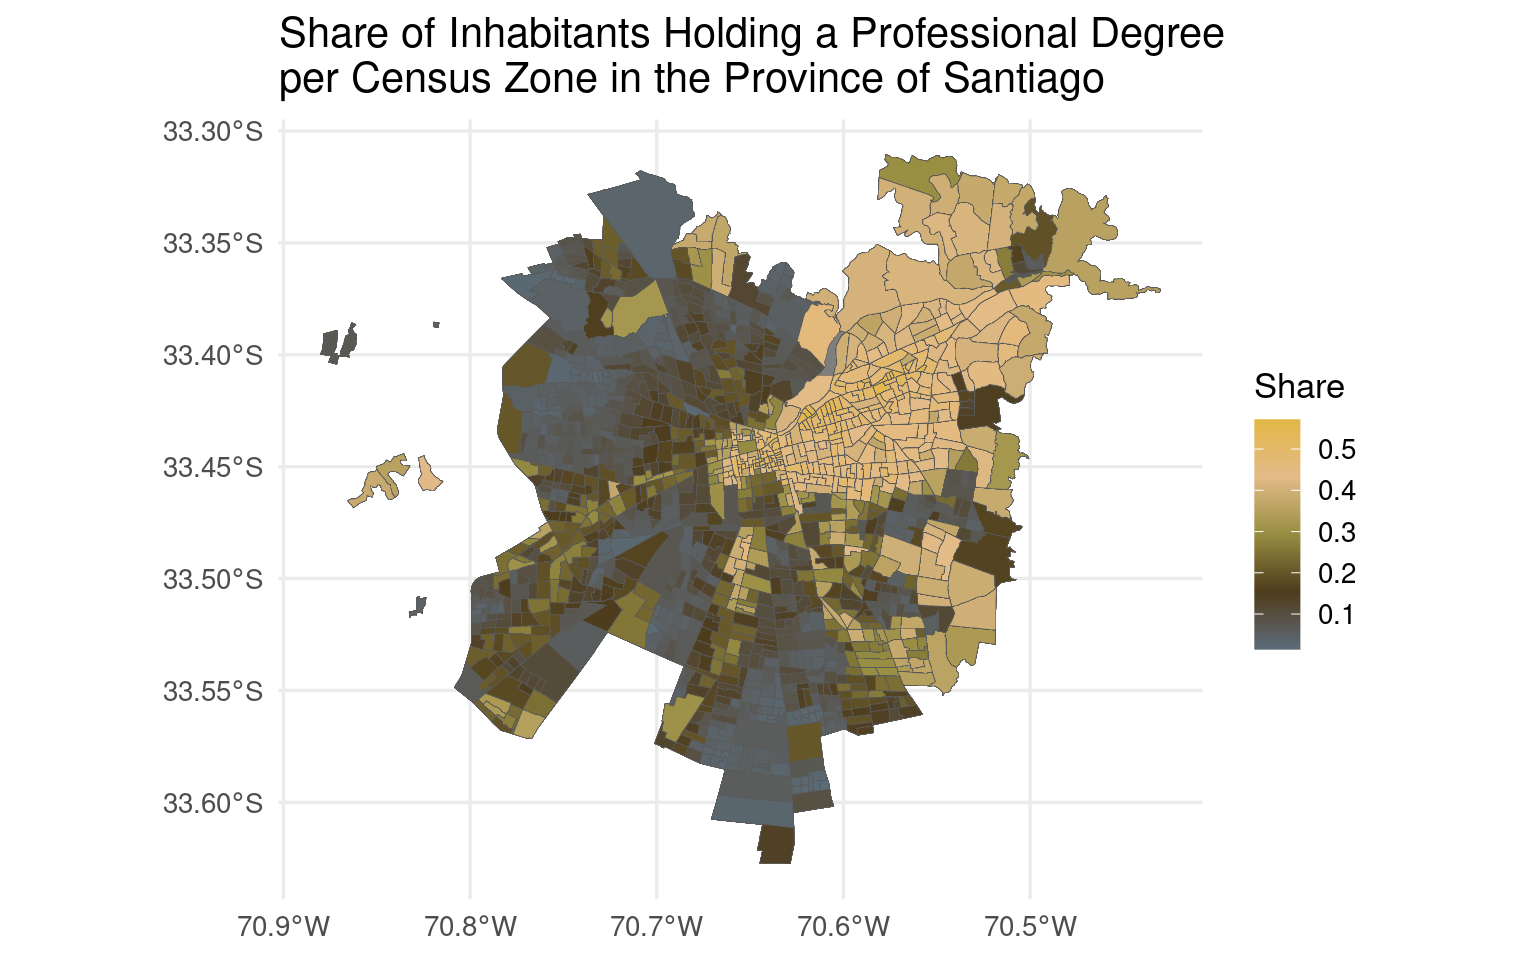 Share of Inhabitants Holding a Professional Degree
per Census Zone in the Province of Santiago
33.30°S
33.35°S
33.40°S
33.45°S
33.50°S
33.55°S
33.60°S
70.9°W
70.8°W
70.7°W
70.6°W
70.5°W
Share
0.5
0.4
0.3
0.2
0.1